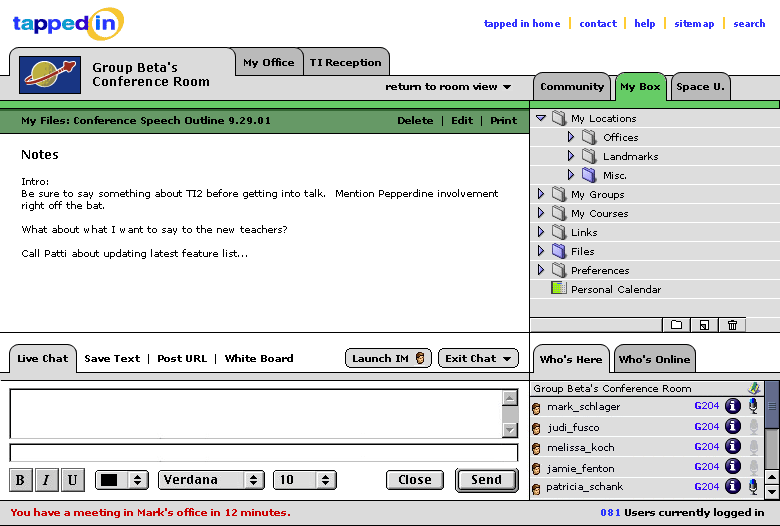 tapped in
tapped in home | contact | help | sitemap | search
Group Beta's
Conference Room
My Office
TI Reception
return to room view
Community
My Box
Space U.
My Files: Conference Speech Outline 9.29.01
Delete | Edit | Print
Notes
Intro:
Be sure to say something about TI2 before getting into talk. Mention Pepperdine involvement
right off the bat.
What about what I want to say to the new teachers?
Call Patti about updating latest feature list...
My Locations
Offices
Landmarks
Misc.
My Groups
My Courses
Links
Files
Preferences
Personal Calendar
Live Chat
Save Text | Post URL | White Board
Launch IM
Exit Chat
Who's Here
Who's Online
Group Beta's Conference Room
mark_schlager G204
judi_fusco G204
melissa_koch G204
jamie_fenton G204
patricia_schank G204
B I U
Verdana
10
Close
Send
You have a meeting in Mark's office in 12 minutes.
081 Users currently logged in